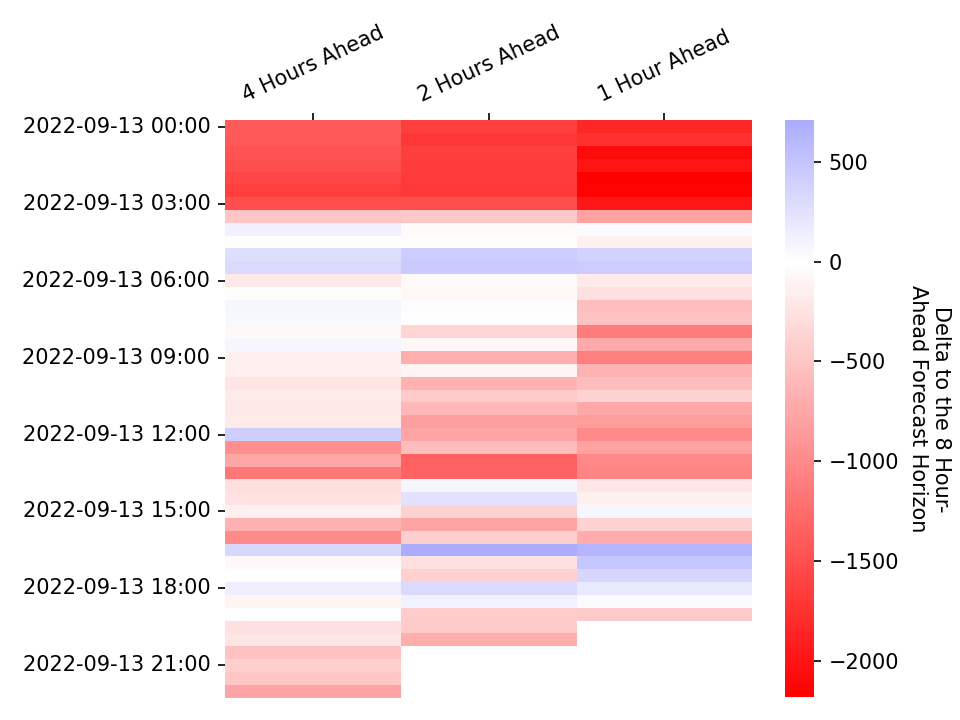 4 Hours Ahead
2 Hours Ahead
1 Hour Ahead
2022-09-13 00:00
2022-09-13 03:00
2022-09-13 06:00
2022-09-13 09:00
2022-09-13 12:00
2022-09-13 15:00
2022-09-13 18:00
2022-09-13 21:00
500
0
−500
−1000
−1500
−2000
Delta to the 8 Hour-
Ahead Forecast Horizon